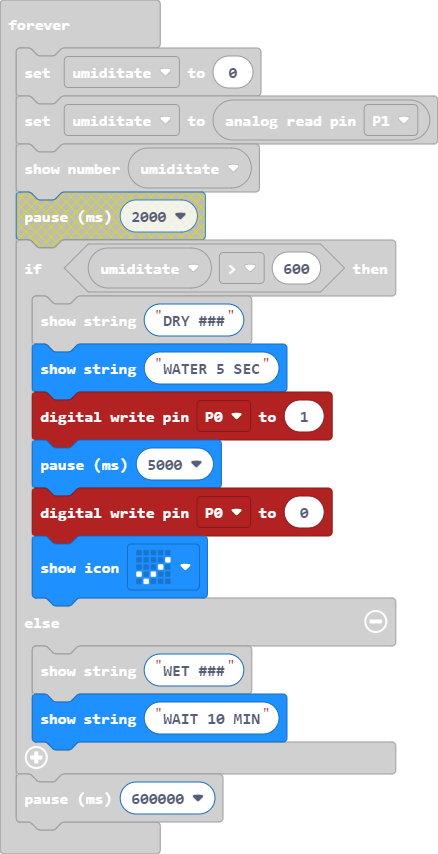 forever
set umiditate to 0
set umiditate to analog read pin P1
show number umiditate
pause (ms) 2000
if umiditate > 600 then
show string "DRY ###"
show string "WATER 5 SEC"
digital write pin P0 to 1
pause (ms) 5000
digital write pin P0 to 0
show icon
else
show string "WET ###"
show string "WAIT 10 MIN"
pause (ms) 600000